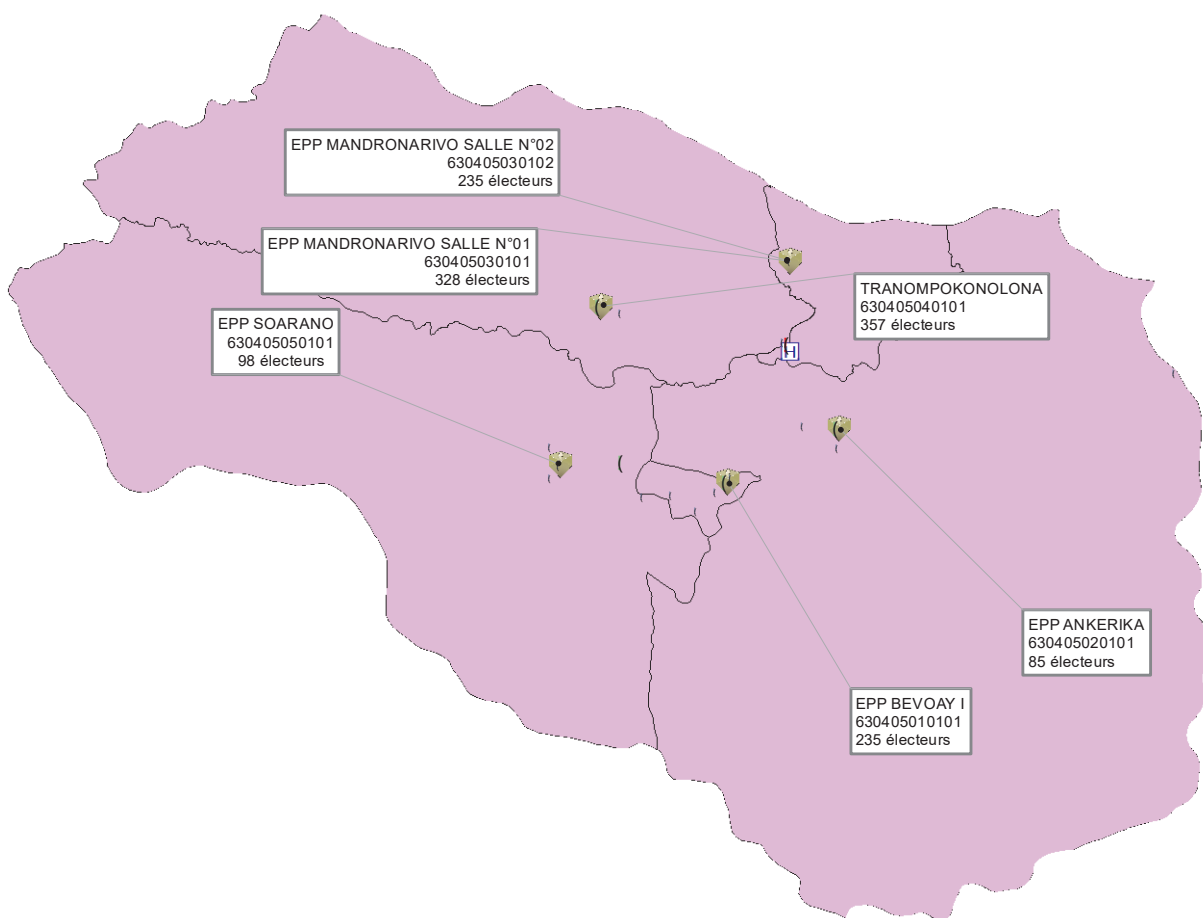 EPP MANDRONARIVO SALLE N°02
630405030102
235 électeurs
EPP MANDRONARIVO SALLE N°01
630405030101
328 électeurs
TRANOMPOKONOLONA
630405040101
357 électeurs
EPP SOARANO
630405050101
98 électeurs
H
EPP ANKERIKA
630405020101
85 électeurs
EPP BEVOAY I
630405010101
235 électeurs